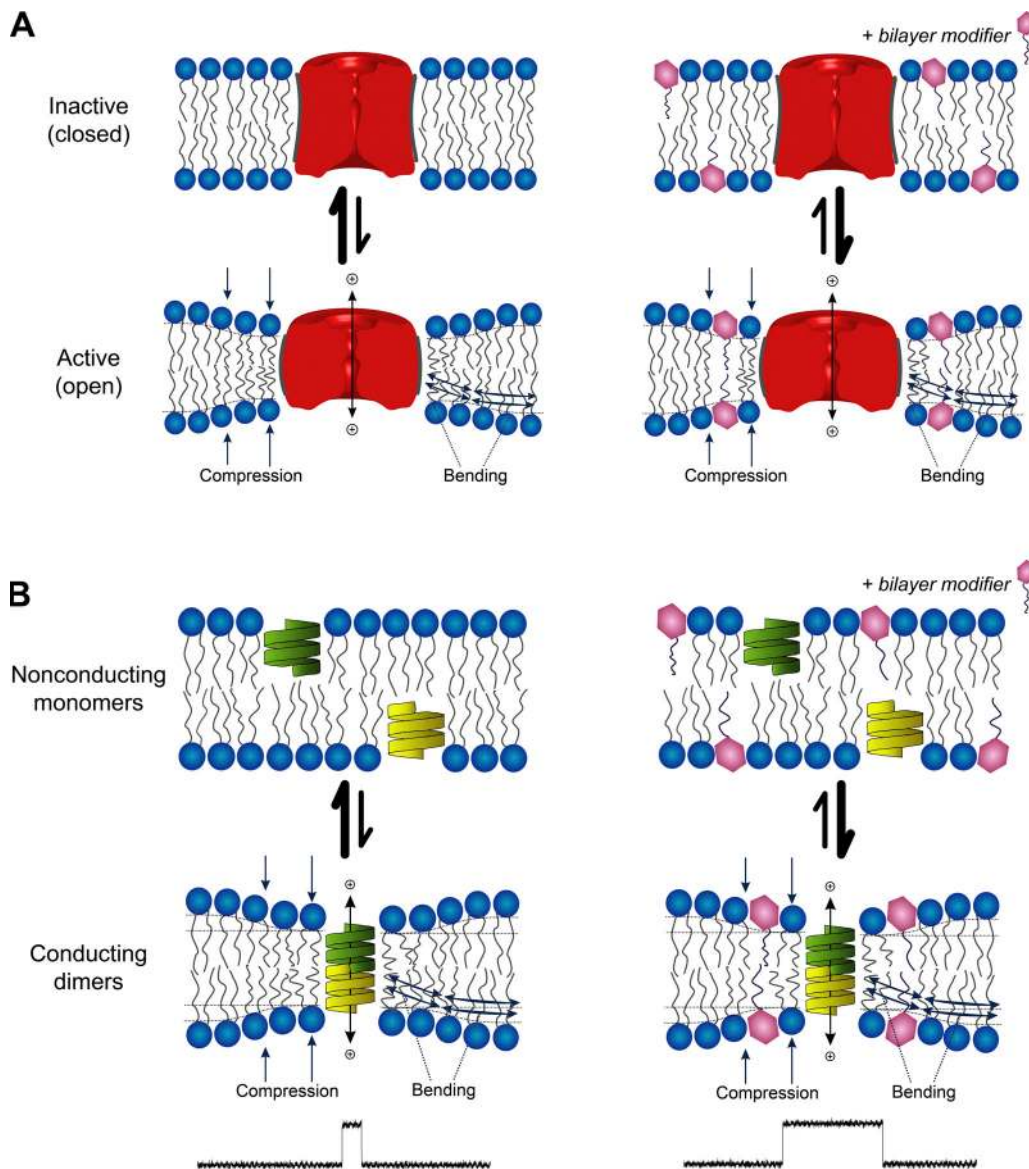 A
+ bilayer modifier
Inactive
(closed)
Active
(open)
Compression
Bending
Compression
Bending
B
+ bilayer modifier
Nonconducting
monomers
Conducting
dimers
Compression
Bending
Compression
Bending